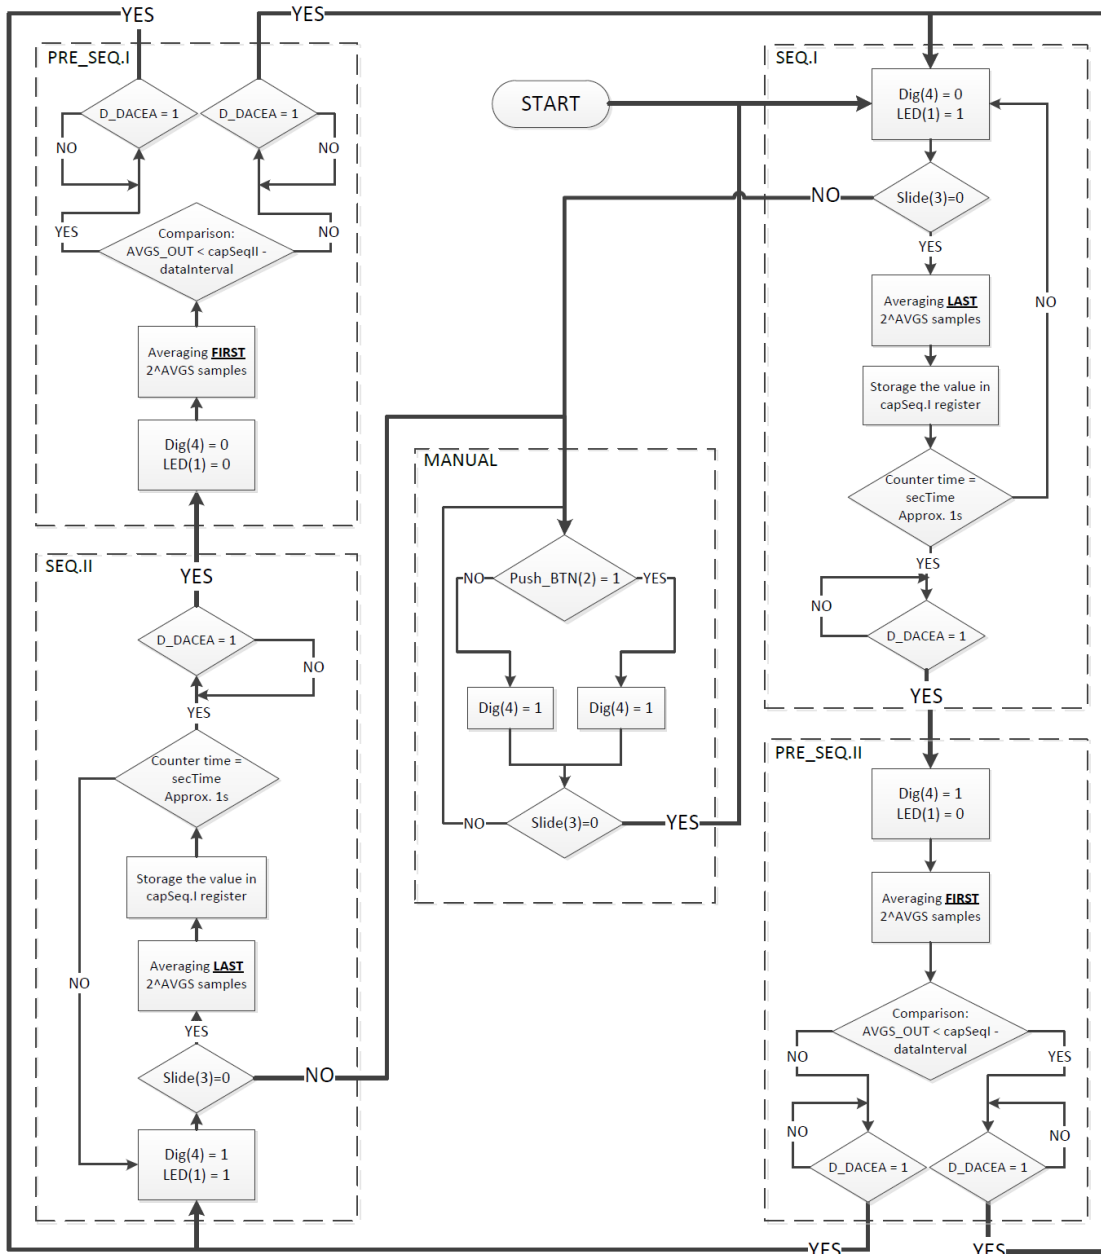 YES
YES
PRE_SEQ.I
D_DACEA = 1
D_DACEA = 1
NO
NO
YES
NO
Comparison:
AVGS_OUT < capSeqII -
dataInterval
Averaging FIRST
2^AVGS samples
Dig(4) = 0
LED(1) = 0
YES
SEQ.II
D_DACEA = 1
NO
YES
Counter time =
secTime
Approx. 1s
Storage the value in
capSeq.I register
Averaging LAST
2^AVGS samples
NO
YES
Slide(3)=0
NO
Dig(4) = 1
LED(1) = 1
START
NO
MANUAL
Push_BTN(2) = 1
NO
YES
Dig(4) = 1
Dig(4) = 1
Slide(3)=0
NO
YES
SEQ.I
Dig(4) = 0
LED(1) = 1
Slide(3)=0
YES
Averaging LAST
2^AVGS samples
NO
Storage the value in
capSeq.I register
Counter time =
secTime
Approx. 1s
YES
NO
D_DACEA = 1
YES
PRE_SEQ.II
Dig(4) = 1
LED(1) = 0
Averaging FIRST
2^AVGS samples
Comparison:
AVGS_OUT < capSeqI -
dataInterval
NO
YES
NO
NO
D_DACEA = 1
D_DACEA = 1
YES
YES